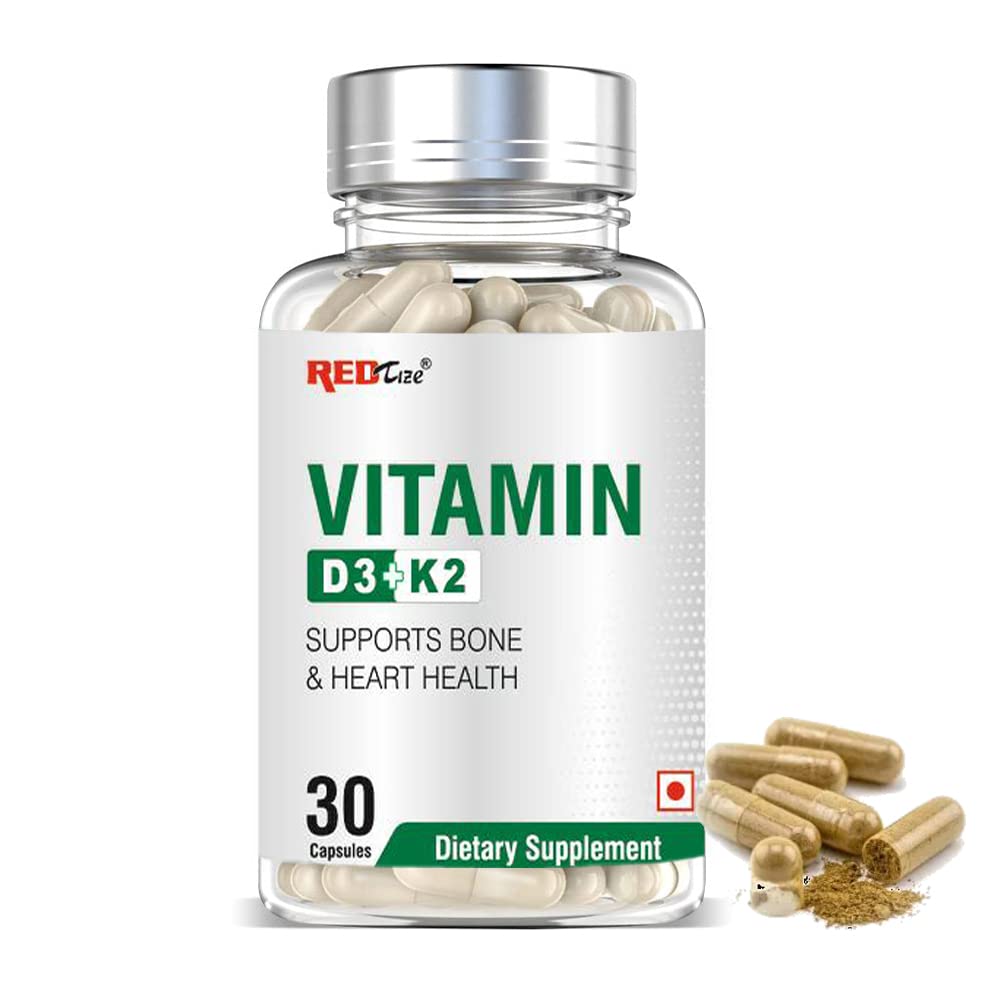 REDTIZE®
VITAMIN
D3+K2
SUPPORTS BONE
& HEART HEALTH
30
Capsules
Dietary Supplement